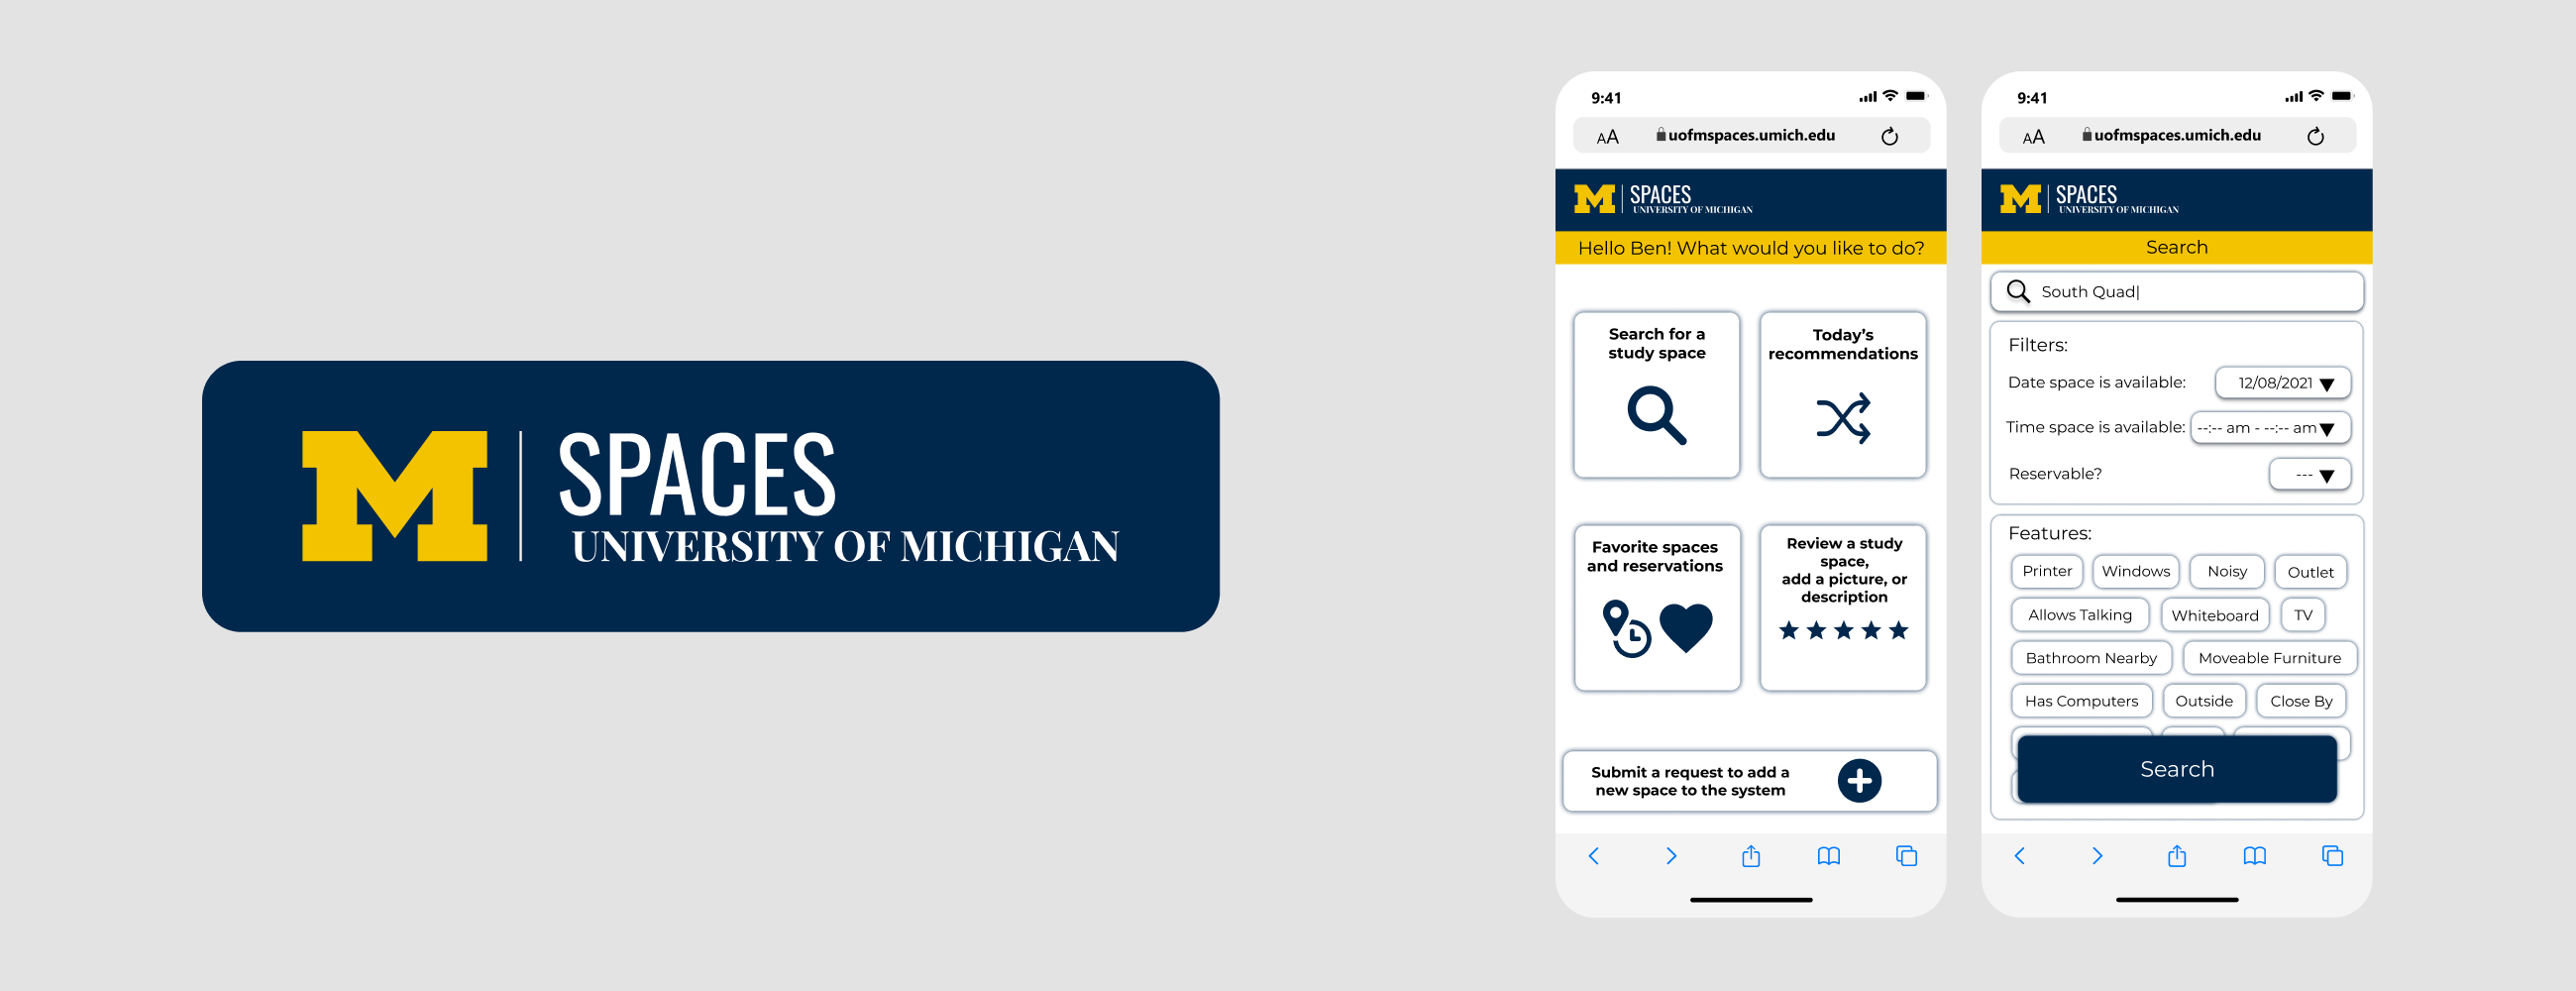 M SPACES
UNIVERSITY OF MICHIGAN
9:41
AA uofmspaces.umich.edu
M SPACES
UNIVERSITY OF MICHIGAN
Hello Ben! What would you like to do?
Search for a
study space
Today's
recommendations
Favorite spaces
and reservations
Review a study
space,
add a picture, or
description
Submit a request to add a
new space to the system
9:41
AA uofmspaces.umich.edu
M SPACES
UNIVERSITY OF MICHIGAN
Search
South Quad|
Filters:
Date space is available: 12/08/2021
Time space is available: --:-- am - --:-- am
Reservable? ---
Features:
Printer Windows Noisy Outlet
Allows Talking Whiteboard TV
Bathroom Nearby Moveable Furniture
Has Computers Outside Close By
Search